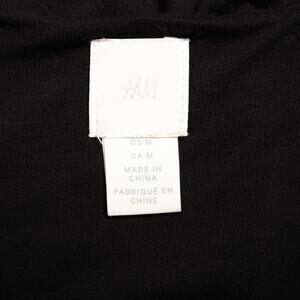 H&M
US M
CA M
MADE IN
CHINA
FABRIQUÉ EN
CHINE